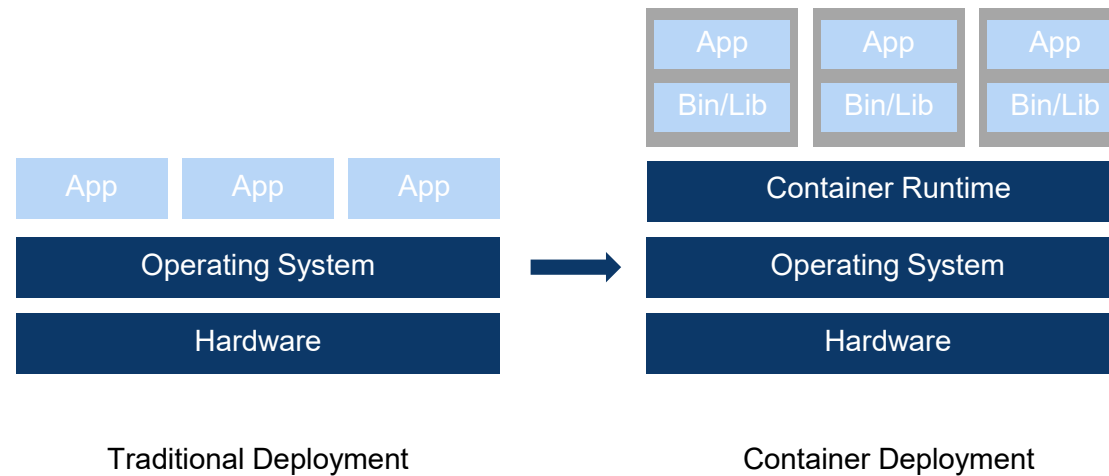 App App App
Bin/Lib Bin/Lib Bin/Lib
App App App
Container Runtime
Operating System
Operating System
Hardware
Hardware
Traditional Deployment
Container Deployment